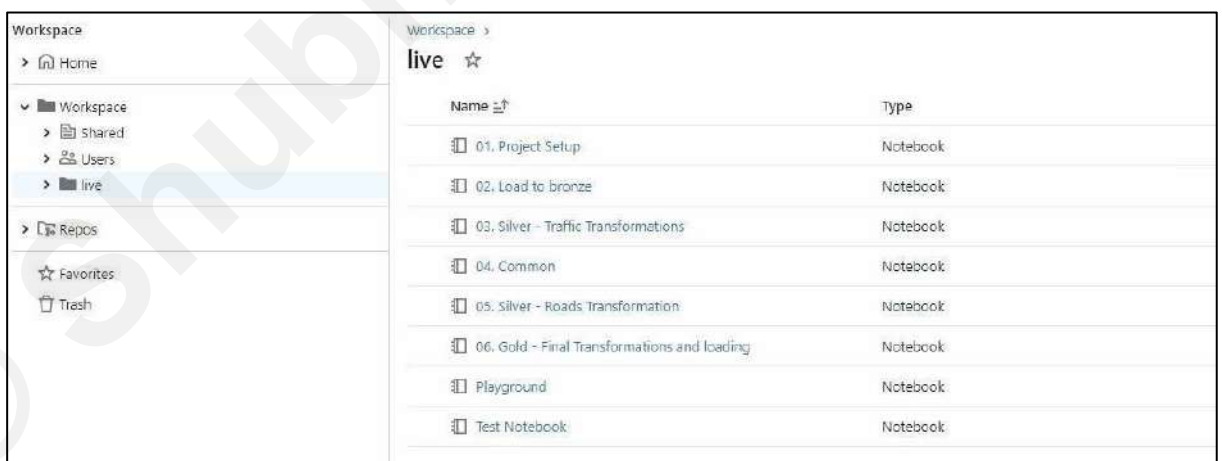 Workspace
Home
Workspace
Shared
Users
live
Repos
Favorites
Trash
Workspace >
live
Name Type
01. Project Setup Notebook
02. Load to bronze Notebook
03. Silver - Traffic Transformations Notebook
04. Common Notebook
05. Silver - Roads Transformation Notebook
06. Gold - Final Transformations and loading Notebook
Playground Notebook
Test Notebook Notebook
© Shubh